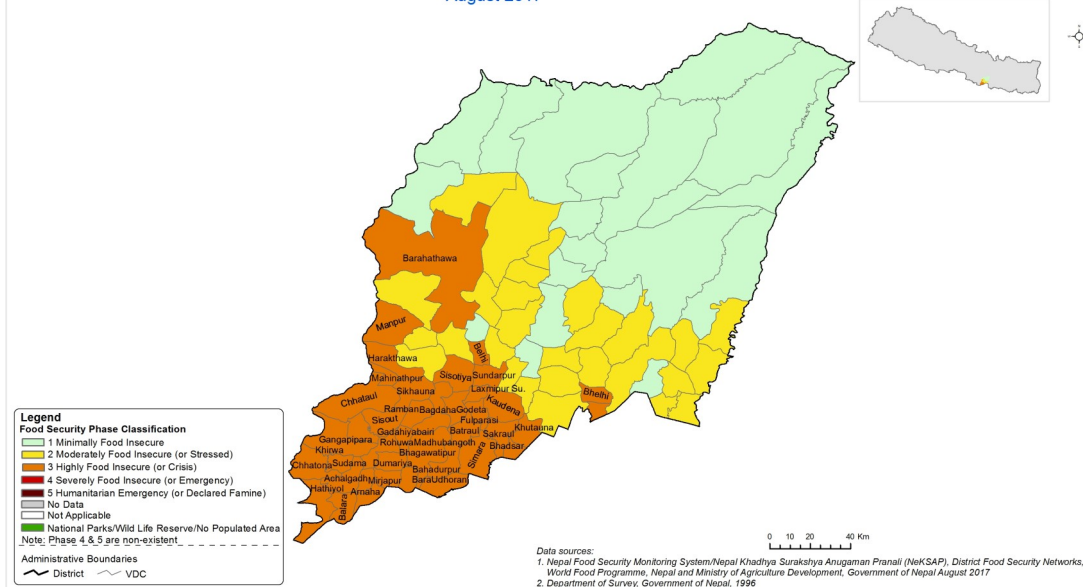 Barahathawa
Manpur
Harakthawa
Belhi
Mahinathpur
Sisotiya
Sundarpur
Chhataul
Sikhauna
Laxmipur Su.
Bhelhi
Ramban
Bagdaha
Godeta
Kaudena
Sisout
Fulparasi
Khutauna
Gadahiyabairi
Batraul
Sakraul
Gangapipara
Rohuwa
Madhubangoth
Bhadsar
Khirwa
Bhagawatipur
Simara
Chhatona
Sudama
Dumariya
Bahadurpur
Achalgadh
Mirjapur
Bara Udhoran
Hathiyol
Arnaha
Balara
Legend
Food Security Phase Classification
1 Minimally Food Insecure
2 Moderately Food Insecure (or Stressed)
3 Highly Food Insecure (or Crisis)
4 Severely Food Insecure (or Emergency)
5 Humanitarian Emergency (or Declared Famine)
No Data
Not Applicable
National Parks/Wild Life Reserve/No Populated Area
Note: Phase 4 & 5 are non-existent
Administrative Boundaries
District VDC
0 10 20 40 Km
Data sources:
1. Nepal Food Security Monitoring System/Nepal Khadhya Surakshya Anugaman Pranali (NeKSAP), District Food Security Networks,
World Food Programme, Nepal and Ministry of Agriculture Development, Government of Nepal August 2017
2. Department of Survey, Government of Nepal, 1996